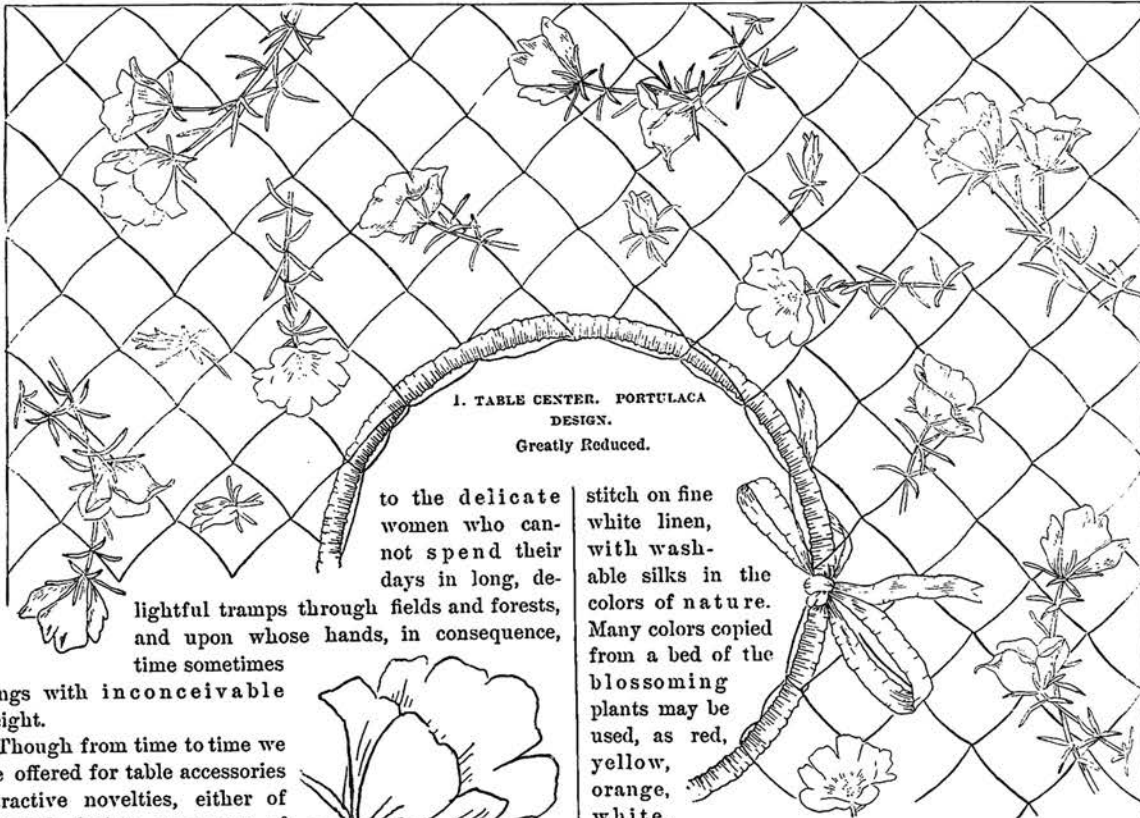 1. TABLE CENTER. PORTULACA
DESIGN.
Greatly Reduced.
to the delicate
women who can-
not spend their
days in long, de-
lightful tramps through fields and forests,
and upon whose hands, in consequence,
time sometimes
with inconceivable
Though from time to time we
offered for table accessories
novelties, either of
stitch on fine
white linen,
with wash-
able silks in the
colors of nature.
Many colors copied
from a bed of the
blossoming
plants may be
used, as red,
yellow,
orange,
white